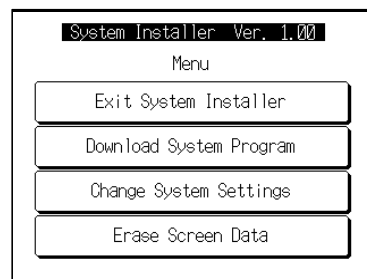 System Installer Ver. 1.00
Menu
Exit System Installer
Download System Program
Change System Settings
Erase Screen Data